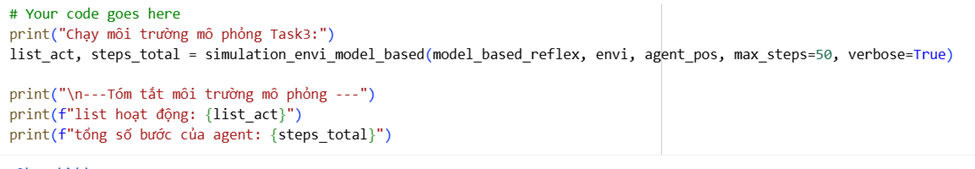 # Your code goes here
print("Chạy môi trường mô phỏng Task3:")
list_act, steps_total = simulation_envi_model_based(model_based_reflex, envi, agent_pos, max_steps=50, verbose=True)
print("\n---Tóm tắt môi trường mô phỏng ---")
print(f"list hoạt động: {list_act}")
print(f"tổng số bước của agent: {steps_total}")